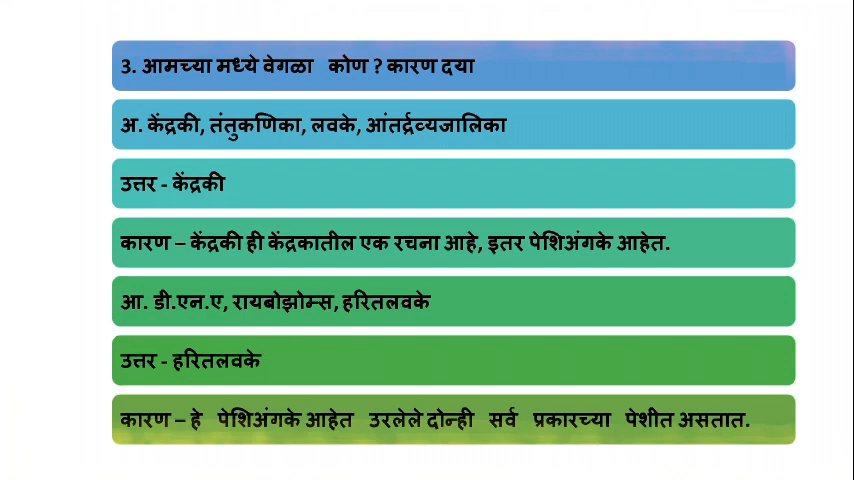 3. आमच्या मध्ये वेगळा कोण ? कारण दया
अ. केंद्रकी, तंतुकणिका, लवके, आंतर्द्रव्यजालिका
उत्तर - केंद्रकी
कारण – केंद्रकी ही केंद्रकातील एक रचना आहे, इतर पेशिअंगके आहेत.
आ. डी.एन.ए, रायबोझोम्स, हरितलवके
उत्तर - हरितलवके
कारण – हे पेशिअंगके आहेत उरलेले दोन्ही सर्व प्रकारच्या पेशीत असतात.